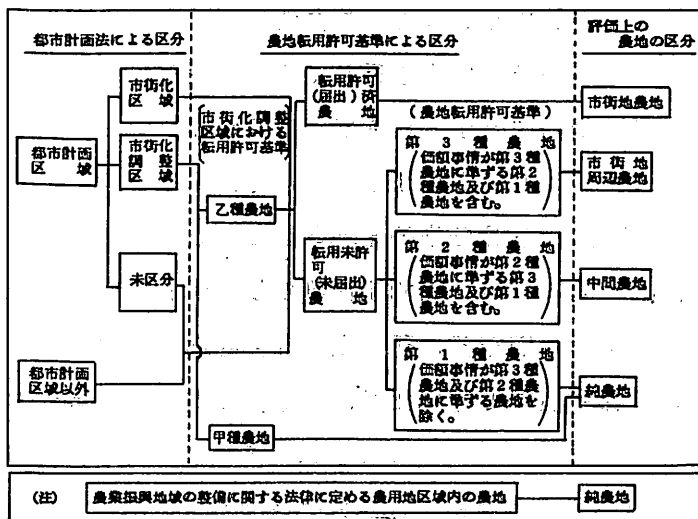 都市計画法による区分
農地転用許可基準による区分
評価上の
農地の区分
市街化
区域
都市計画
区域
市街化
調整
区域
未区分
都市計画
区域以外
市街化調整
区域における
転用許可基準
乙種農地
甲種農地
転用許可
(届出)済
農地
転用未許可
(未届出)
農地
(農地転用許可基準)
第3種農地
価額事情が第3種
農地に準ずる第2
種農地及び第1種
農地を含む。
第2種農地
価額事情が第2種
農地に準ずる第3
種農地及び第1種
農地を含む。
第1種農地
価額事情が第3種
農地及び第2種農
地に準ずる農地を
除く。
市街地農地
市街地
周辺農地
中間農地
純農地
(注) 農業振興地域の整備に関する法律に定める農用地区域内の農地 純農地